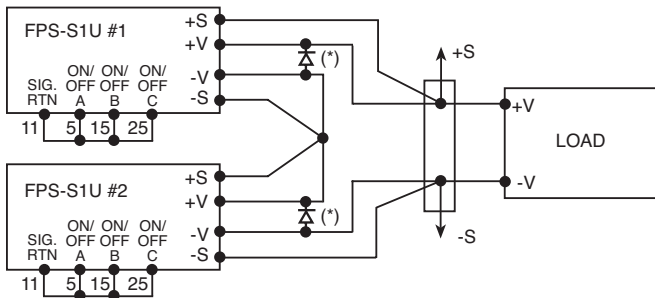 FPS-S1U #1
+S
+V
-V
-S
SIG.
RTN
ON/
OFF
A
ON/
OFF
B
ON/
OFF
C
11
5
15
25
(*)
+S
-S
+V
LOAD
-V
FPS-S1U #2
+S
+V
-V
-S
(*)
SIG.
RTN
ON/
OFF
A
ON/
OFF
B
ON/
OFF
C
11
5
15
25